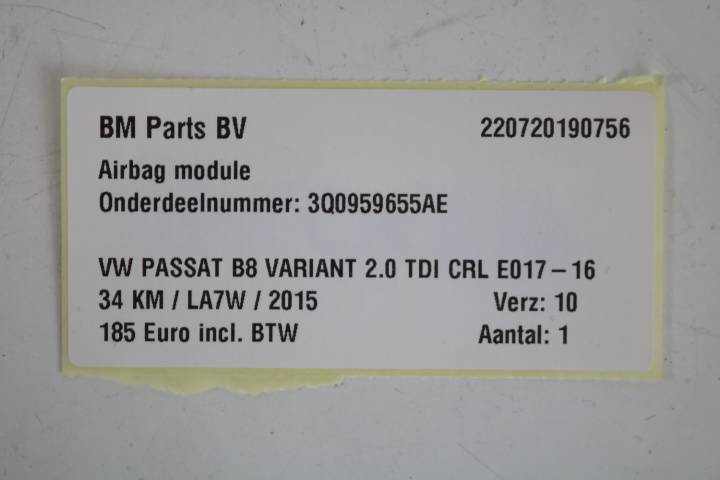 BM Parts BV 220720190756
Airbag module
Onderdeelnummer: 3Q0959655AE
VW PASSAT B8 VARIANT 2.0 TDI CRL E017-16
34 KM / LA7W / 2015 Verz: 10
185 Euro incl. BTW Aantal: 1